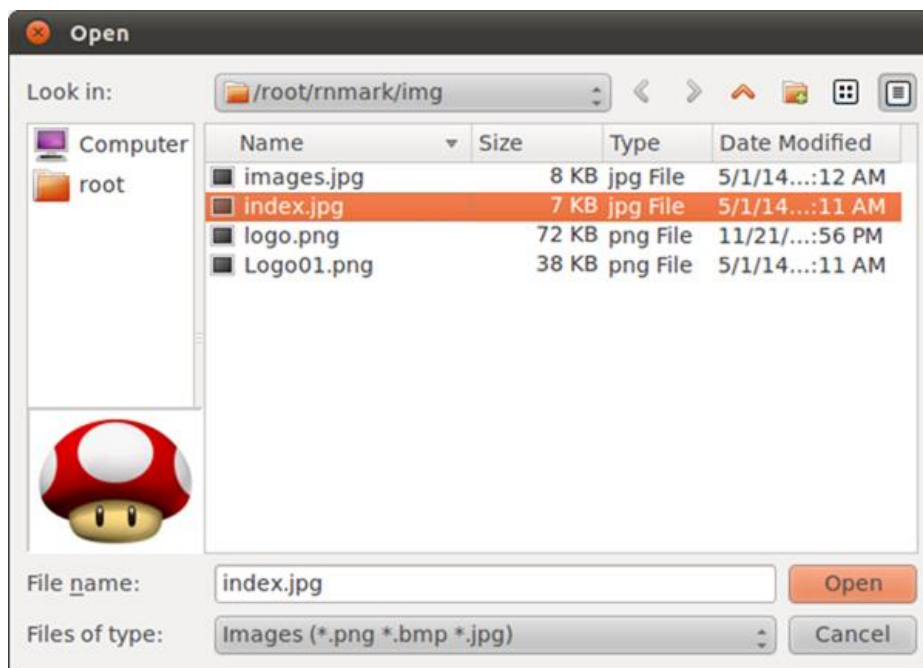 Open
Look in: /root/rnmark/img
Computer
root
Name Size Type Date Modified
images.jpg 8 KB jpg File 5/1/14...:12 AM
index.jpg 7 KB jpg File 5/1/14...:11 AM
logo.png 72 KB png File 11/21/...:56 PM
Logo01.png 38 KB png File 5/1/14...:11 AM
File name: index.jpg Open
Files of type: Images (*.png *.bmp *.jpg) Cancel